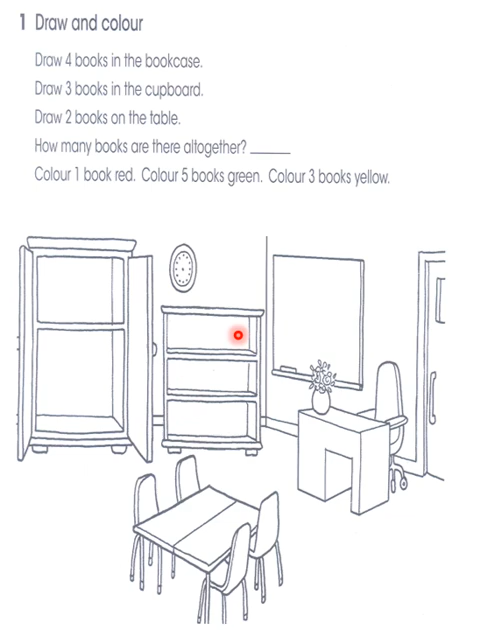 1 Draw and colour
Draw 4 books in the bookcase.
Draw 3 books in the cupboard.
Draw 2 books on the table.
How many books are there altogether? ______
Colour 1 book red. Colour 5 books green. Colour 3 books yellow.